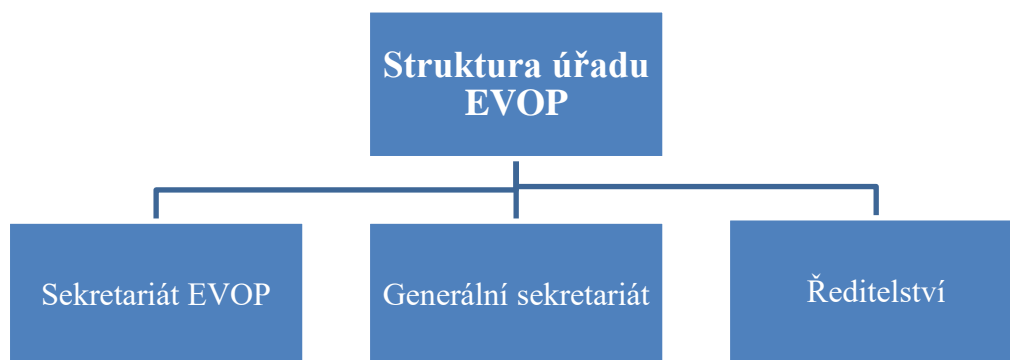 Struktura úřadu
EVOP
Sekretariát EVOP
Generální sekretariát
Ředitelství